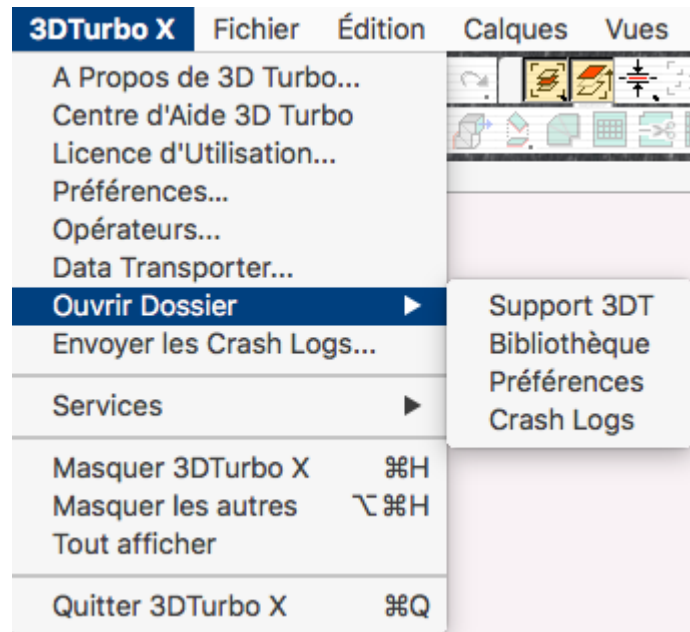 3DTurbo X Fichier Édition Calques Vues
A Propos de 3D Turbo...
Centre d'Aide 3D Turbo
Licence d'Utilisation...
Préférences...
Opérateurs...
Data Transporter...
Ouvrir Dossier ▶
Support 3DT
Bibliothèque
Préférences
Crash Logs
Envoyer les Crash Logs...
Services ▶
Masquer 3DTurbo X ⌘H
Masquer les autres ⌥⌘H
Tout afficher
Quitter 3DTurbo X ⌘Q